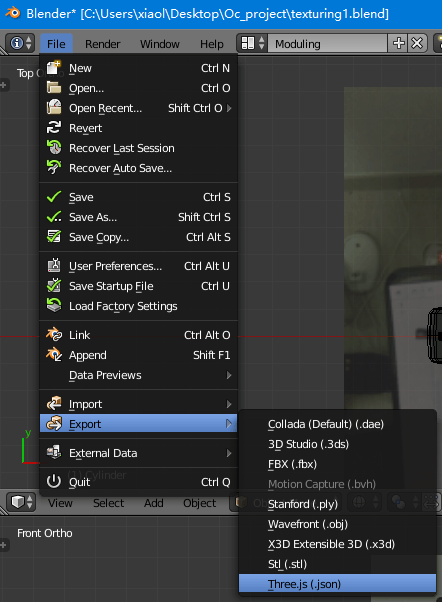 Blender* [C:\Users\xiaol\Desktop\Oc_project\texturing1.blend]
File Render Window Help Moduling
Top
New Ctrl N
Open... Ctrl O
Open Recent... Shift Ctrl O
Revert
Recover Last Session
Recover Auto Save...
Save Ctrl S
Save As... Shift Ctrl S
Save Copy... Ctrl Alt S
User Preferences... Ctrl Alt U
Save Startup File Ctrl U
Load Factory Settings
Link Ctrl Alt O
Append Shift F1
Data Previews
Import
Export
External Data
Quit Ctrl Q
Collada (Default) (.dae)
3D Studio (.3ds)
FBX (.fbx)
Motion Capture (.bvh)
Stanford (.ply)
Wavefront (.obj)
X3D Extensible 3D (.x3d)
Stl (.stl)
Three.js (.json)
y
(1) Cylinder
View Select Add Object
Front Ortho